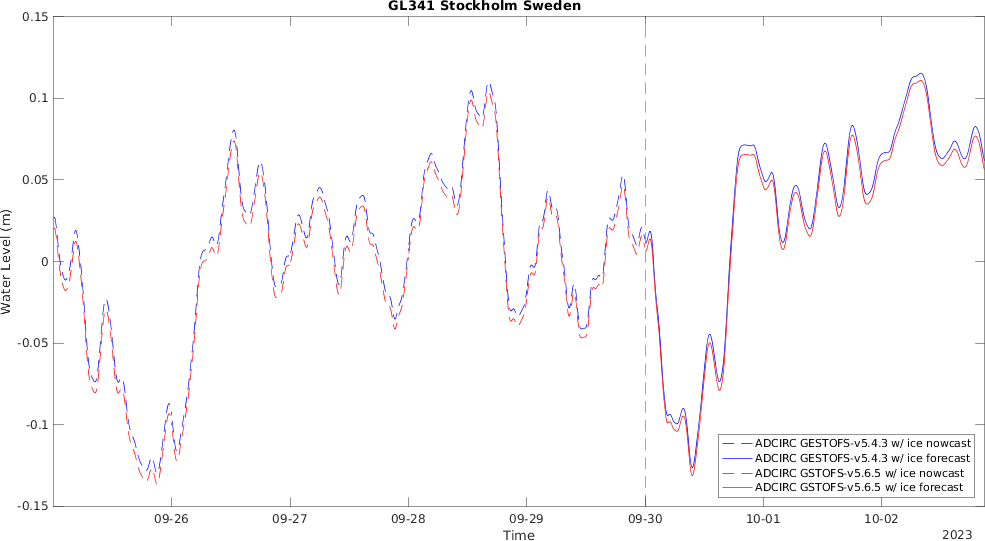 GL341 Stockholm Sweden
0.15
0.1
0.05
0
-0.05
-0.1
-0.15
Water Level (m)
ADCIRC GESTOFS-v5.4.3 w/ ice nowcast
ADCIRC GESTOFS-v5.4.3 w/ ice forecast
ADCIRC GSTOFS-v5.6.5 w/ ice nowcast
ADCIRC GSTOFS-v5.6.5 w/ ice forecast
09-26 09-27 09-28 09-29 09-30 10-01 10-02
Time
2023